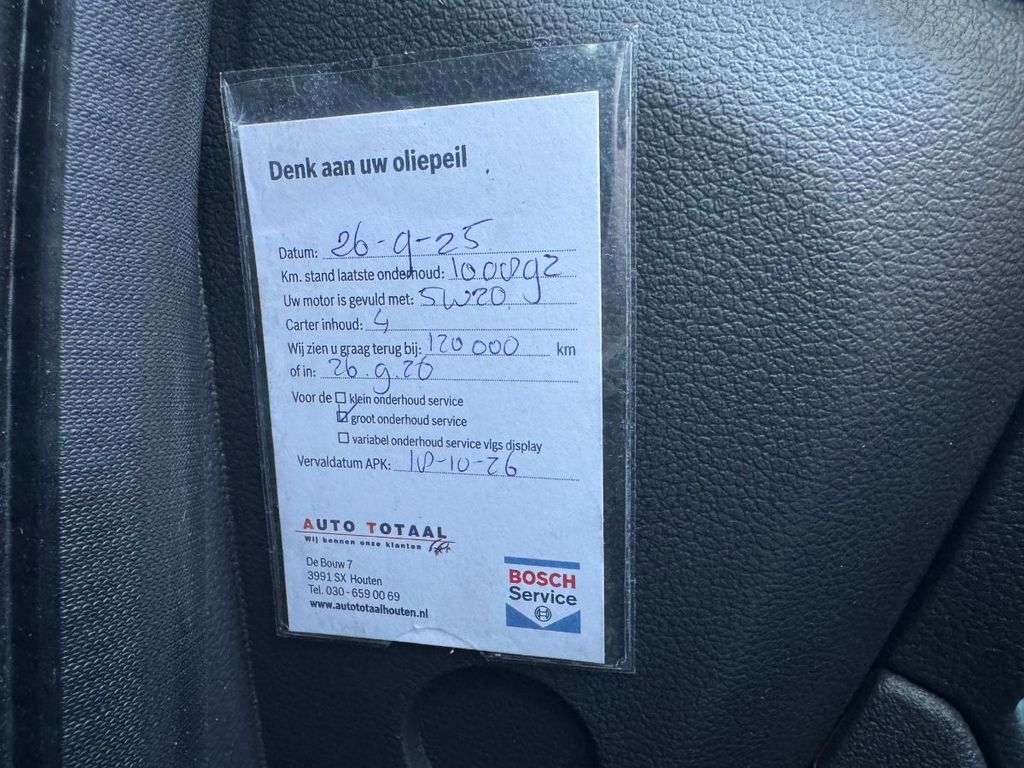 Denk aan uw oliepeil
Datum: 26-9-25
Km. stand laatste onderhoud:
Uw motor is gevuld met: 5W20
Carter inhoud: 4
Wij zien u graag terug bij: 120 000 km
of in: 26.9.26
Voor de ☐ klein onderhoud service
☑ groot onderhoud service
☐ variabel onderhoud service vlgs display
Vervaldatum APK: 10-10-26
AUTO TOTAAL
Wij kennen onze klanten
De Bouw 7
3991 SX Houten
Tel. 030 - 659 00 69
www.autototaalhouten.nl
BOSCH
Service